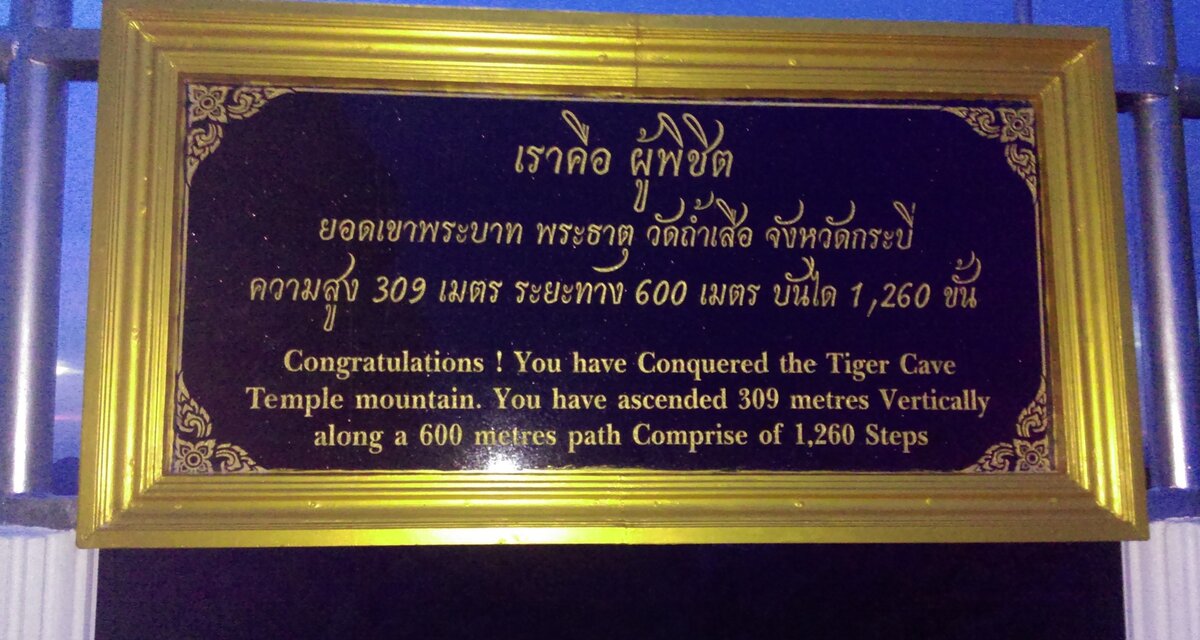 เราคือ ผู้พิชิต
ยอดเขาพระบาท พระธาตุ วัดถ้ำเสือ จังหวัดกระบี่
ความสูง 309 เมตร ระยะทาง 600 เมตร บันได 1,260 ขั้น
Congratulations ! You have Conquered the Tiger Cave
Temple mountain. You have ascended 309 metres Vertically
along a 600 metres path Comprise of 1,260 Steps